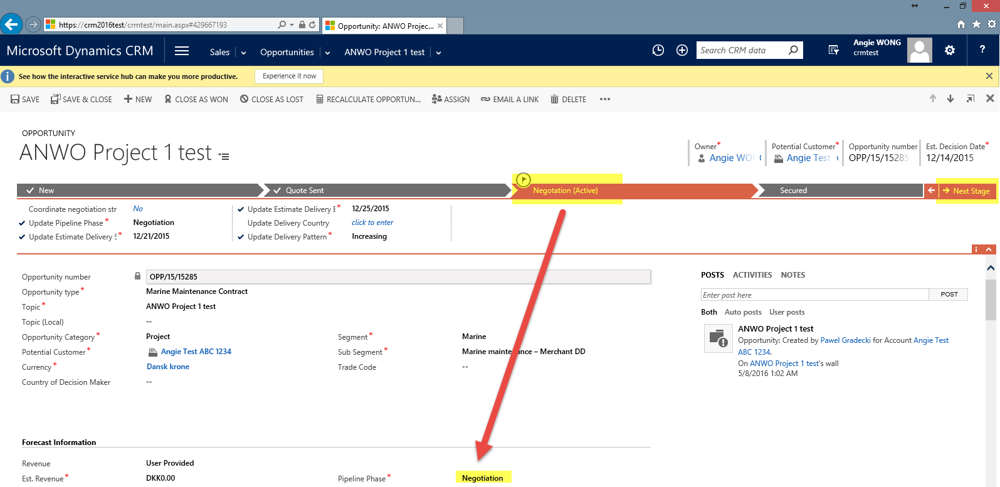 https://crm2016test/crmtest/main.aspx#429667193
Opportunity: ANWO Projec...
Microsoft Dynamics CRM
Sales
Opportunities
ANWO Project 1 test
Search CRM data
Angie WONG
crmtest
?
See how the interactive service hub can make you more productive.
Experience it now
SAVE
SAVE & CLOSE
NEW
CLOSE AS WON
CLOSE AS LOST
RECALCULATE OPPORTUN...
ASSIGN
EMAIL A LINK
DELETE
OPPORTUNITY
ANWO Project 1 test
Owner*
Angie WO
Potential Customer*
Angie Test
Opportunity number
OPP/15/15285
Est. Decision Date*
12/14/2015
New
Quote Sent
Negotation (Active)
Secured
Next Stage
Coordinate negotiation str No
Update Pipeline Phase* Negotiation
Update Estimate Delivery S* 12/21/2015
Update Estimate Delivery E* 12/25/2015
Update Delivery Country click to enter
Update Delivery Pattern* Increasing
i
Opportunity number OPP/15/15285
Opportunity type* Marine Maintenance Contract
Topic* ANWO Project 1 test
Topic (Local) --
Opportunity Category* Project
Potential Customer* Angie Test ABC 1234
Currency* Dansk krone
Country of Decision Maker --
Segment* Marine
Sub Segment* Marine maintenance – Merchant DD
Trade Code --
POSTS ACTIVITIES NOTES
Enter post here POST
Both Auto posts User posts
ANWO Project 1 test
Opportunity: Created by Pawel Gradecki for Account Angie Test
ABC 1234.
On ANWO Project 1 test's wall
5/8/2016 1:02 AM
Forecast Information
Revenue User Provided
Est. Revenue* DKK0.00
Pipeline Phase* Negotiation